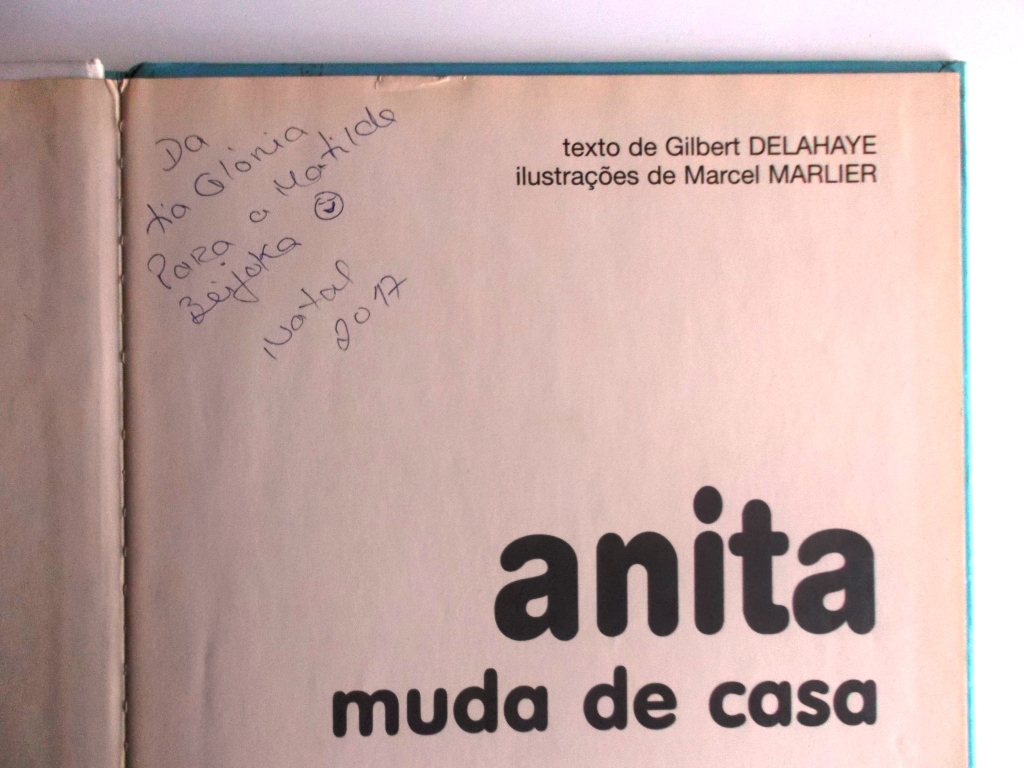 Da
tia Glória
Para a Matilde
Beijoka
Natal
2017
texto de Gilbert DELAHAYE
ilustrações de Marcel MARLIER
anita
muda de casa